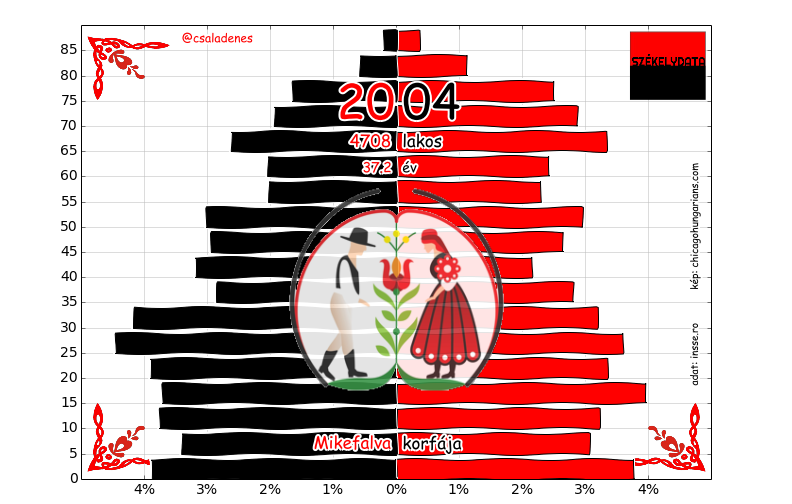 @csaladenes
SZÉKELYDATA
2004
4708 lakos
37.2 év
kép: chicagohungarians.com
adat: insse.ro
Mikefalva korfája
85
80
75
70
65
60
55
50
45
40
35
30
25
20
15
10
5
0
4% 3% 2% 1% 0% 1% 2% 3% 4%